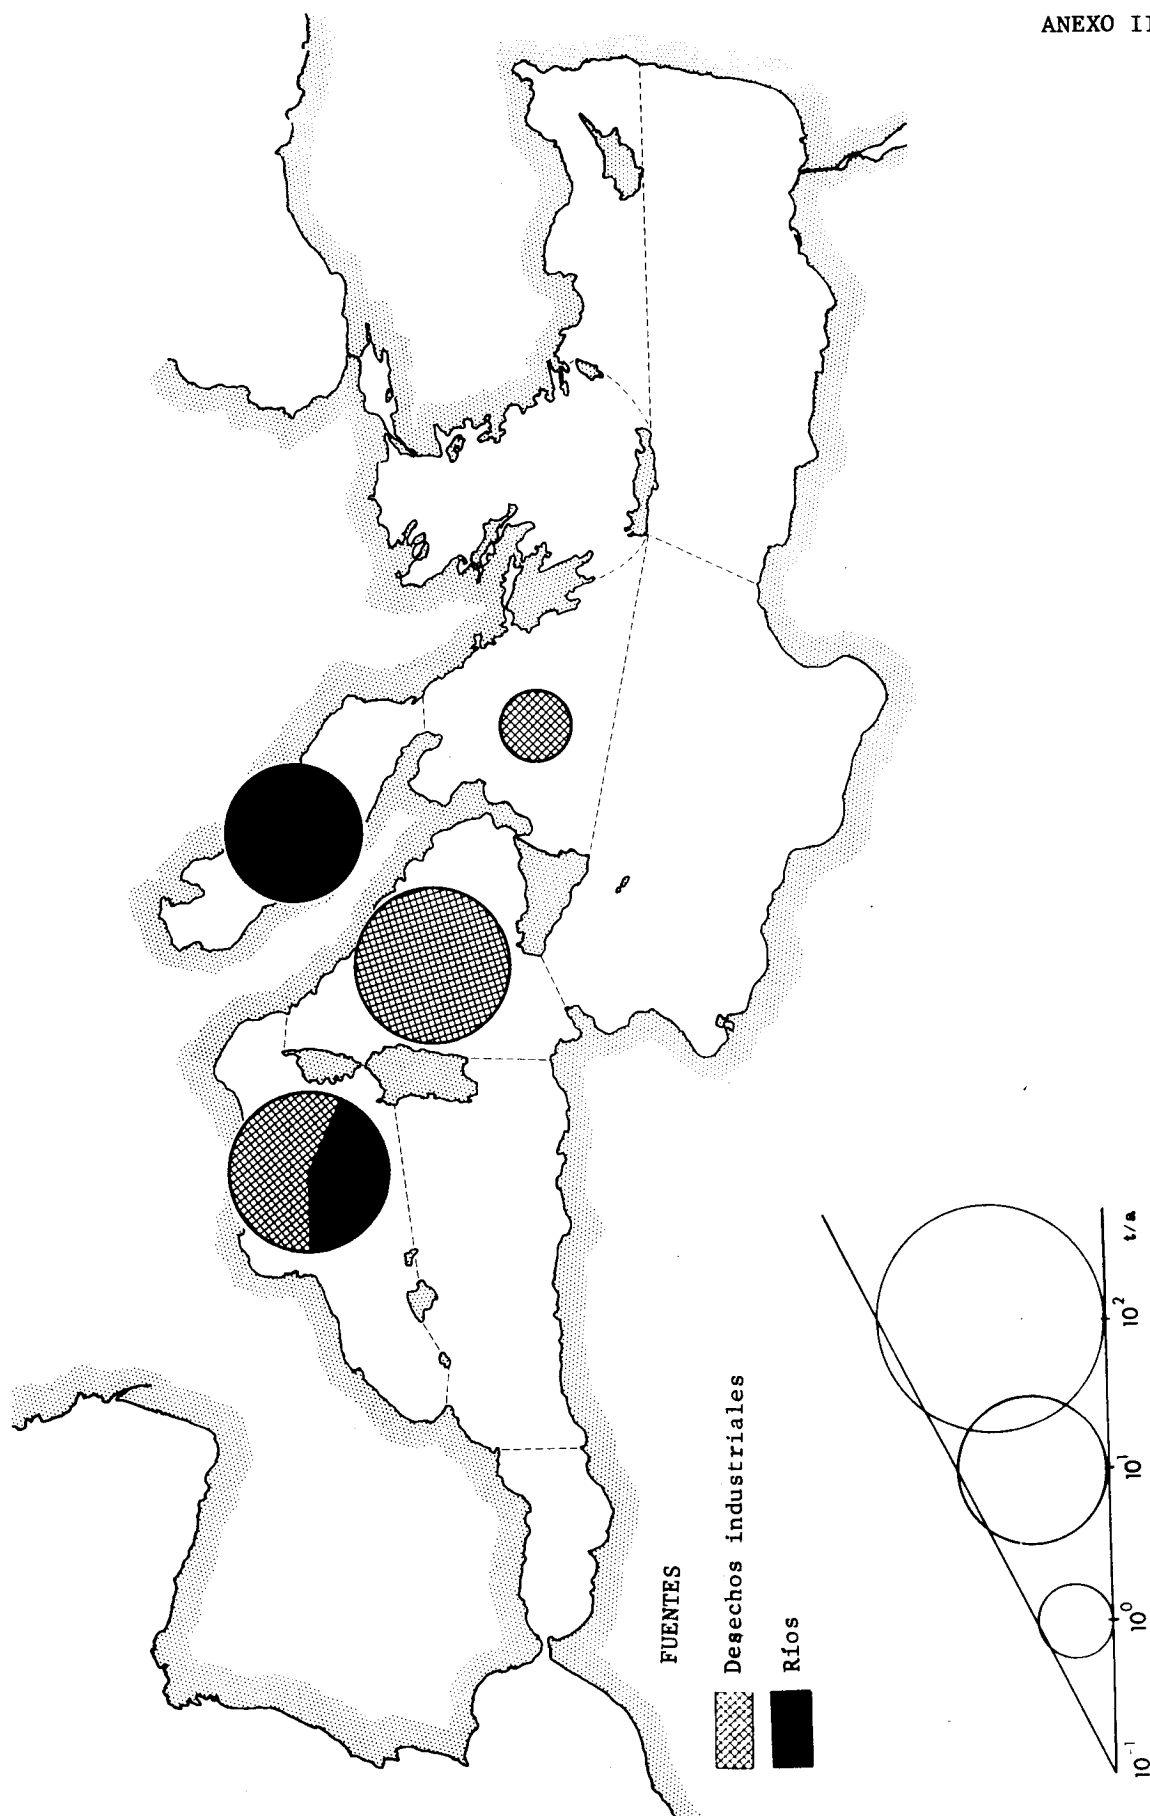 ANEXO II
FUENTES
Desechos industriales
Ríos
10⁻¹ 10⁰ 10¹ 10² t/a